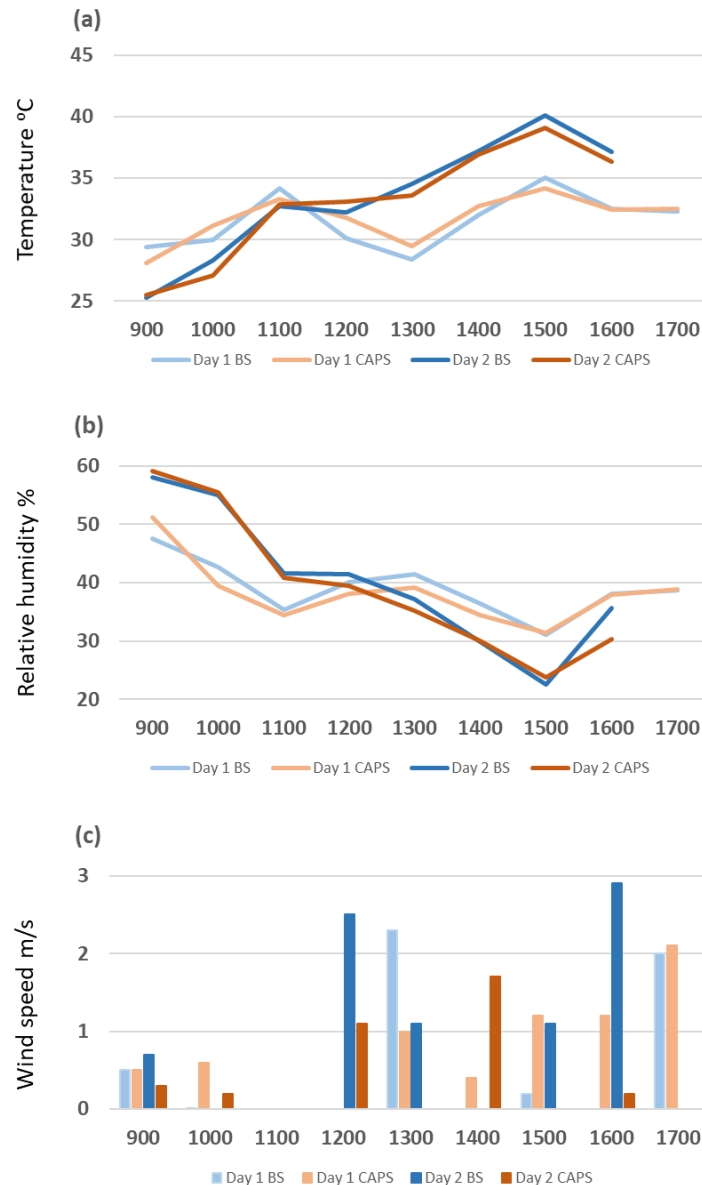 (a)
Temperature ºC
45
40
35
30
25
900 1000 1100 1200 1300 1400 1500 1600 1700
Day 1 BS Day 1 CAPS Day 2 BS Day 2 CAPS
(b)
Relative humidity %
60
50
40
30
20
900 1000 1100 1200 1300 1400 1500 1600 1700
Day 1 BS Day 1 CAPS Day 2 BS Day 2 CAPS
(c)
Wind speed m/s
3
2
1
0
900 1000 1100 1200 1300 1400 1500 1600 1700
Day 1 BS Day 1 CAPS Day 2 BS Day 2 CAPS